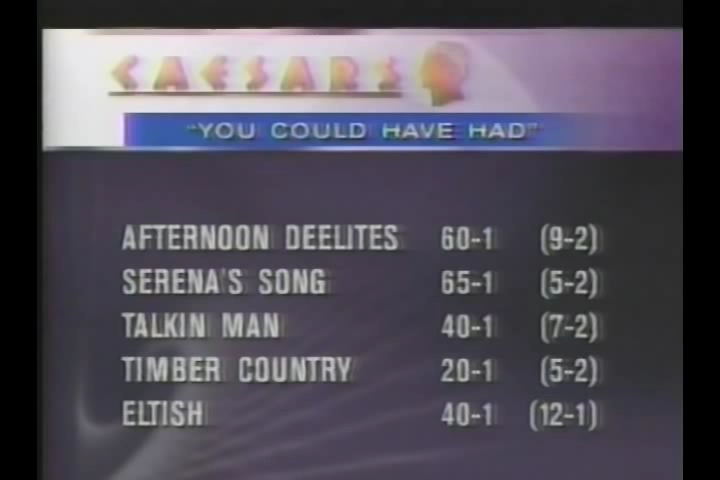 CAESARS
"YOU COULD HAVE HAD"
AFTERNOON DEELITES 60-1 (9-2)
SERENA'S SONG 65-1 (5-2)
TALKIN MAN 40-1 (7-2)
TIMBER COUNTRY 20-1 (5-2)
ELTISH 40-1 (12-1)